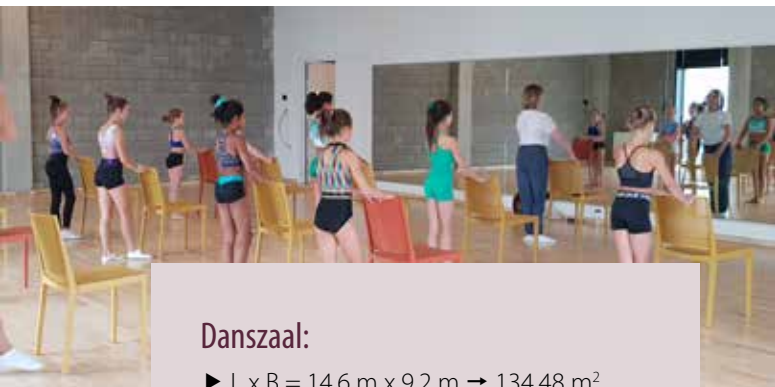 Danszaal:
▶ L x B = 14,6 m x 9,2 m → 134,48 m²